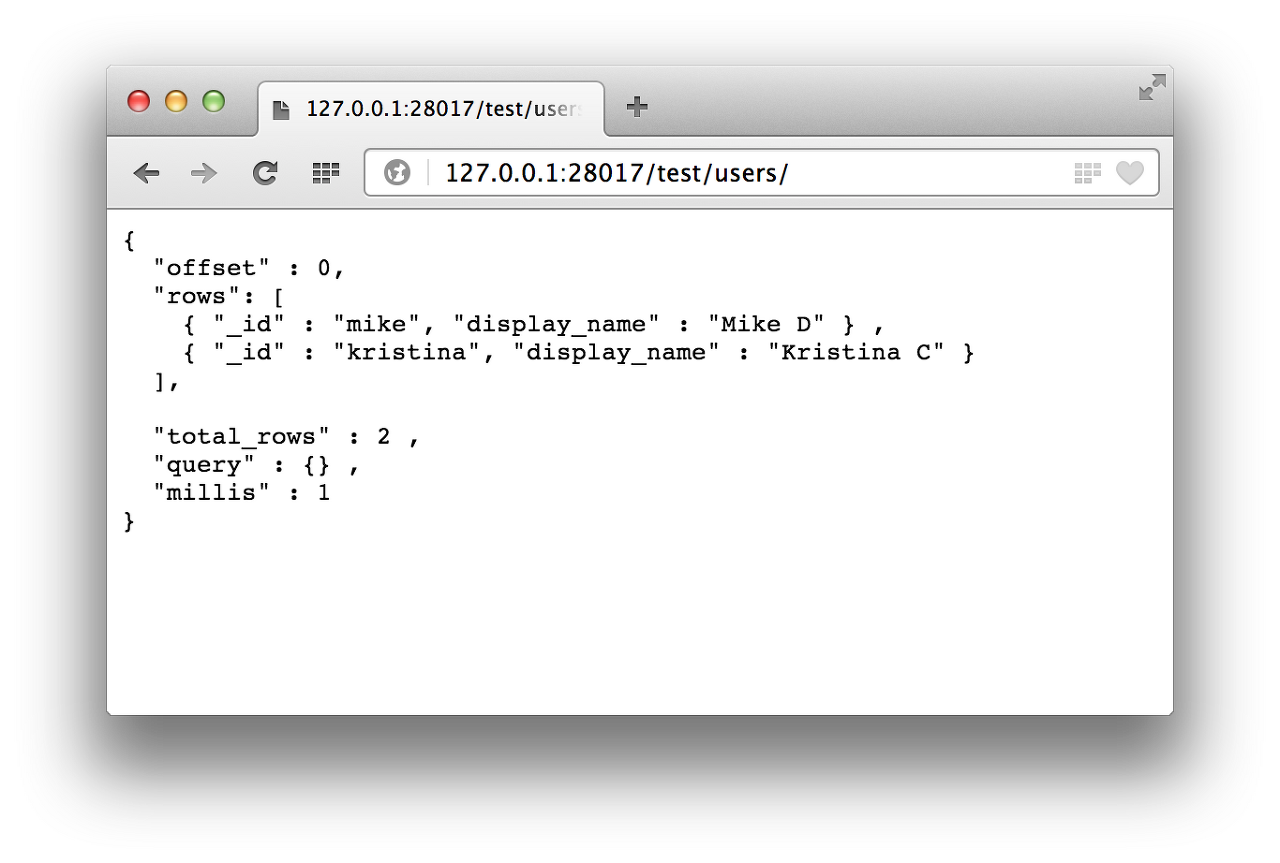 127.0.0.1:28017/test/user
127.0.0.1:28017/test/users/
{
  "offset" : 0,
  "rows": [
    { "_id" : "mike", "display_name" : "Mike D" } ,
    { "_id" : "kristina", "display_name" : "Kristina C" }
  ],

  "total_rows" : 2 ,
  "query" : {} ,
  "millis" : 1
}